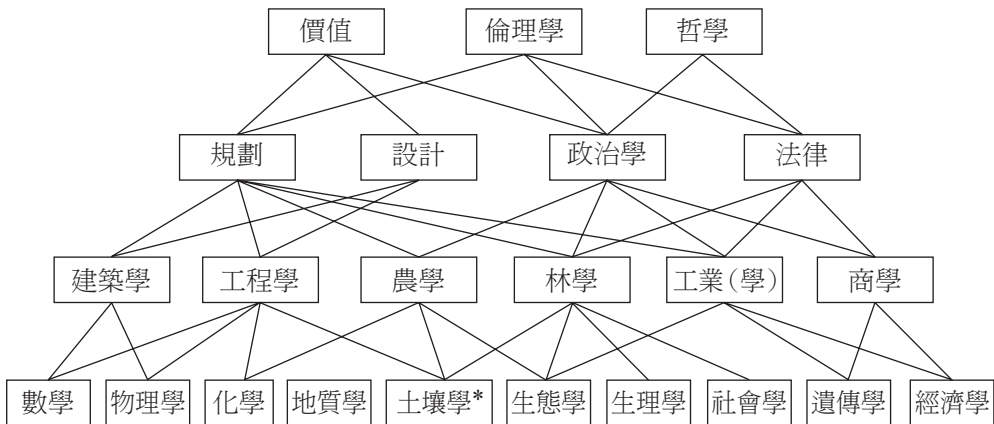 價值 倫理學 哲學
規劃 設計 政治學 法律
建築學 工程學 農學 林學 工業(學) 商學
數學 物理學 化學 地質學 土壤學* 生態學 生理學 社會學 遺傳學 經濟學